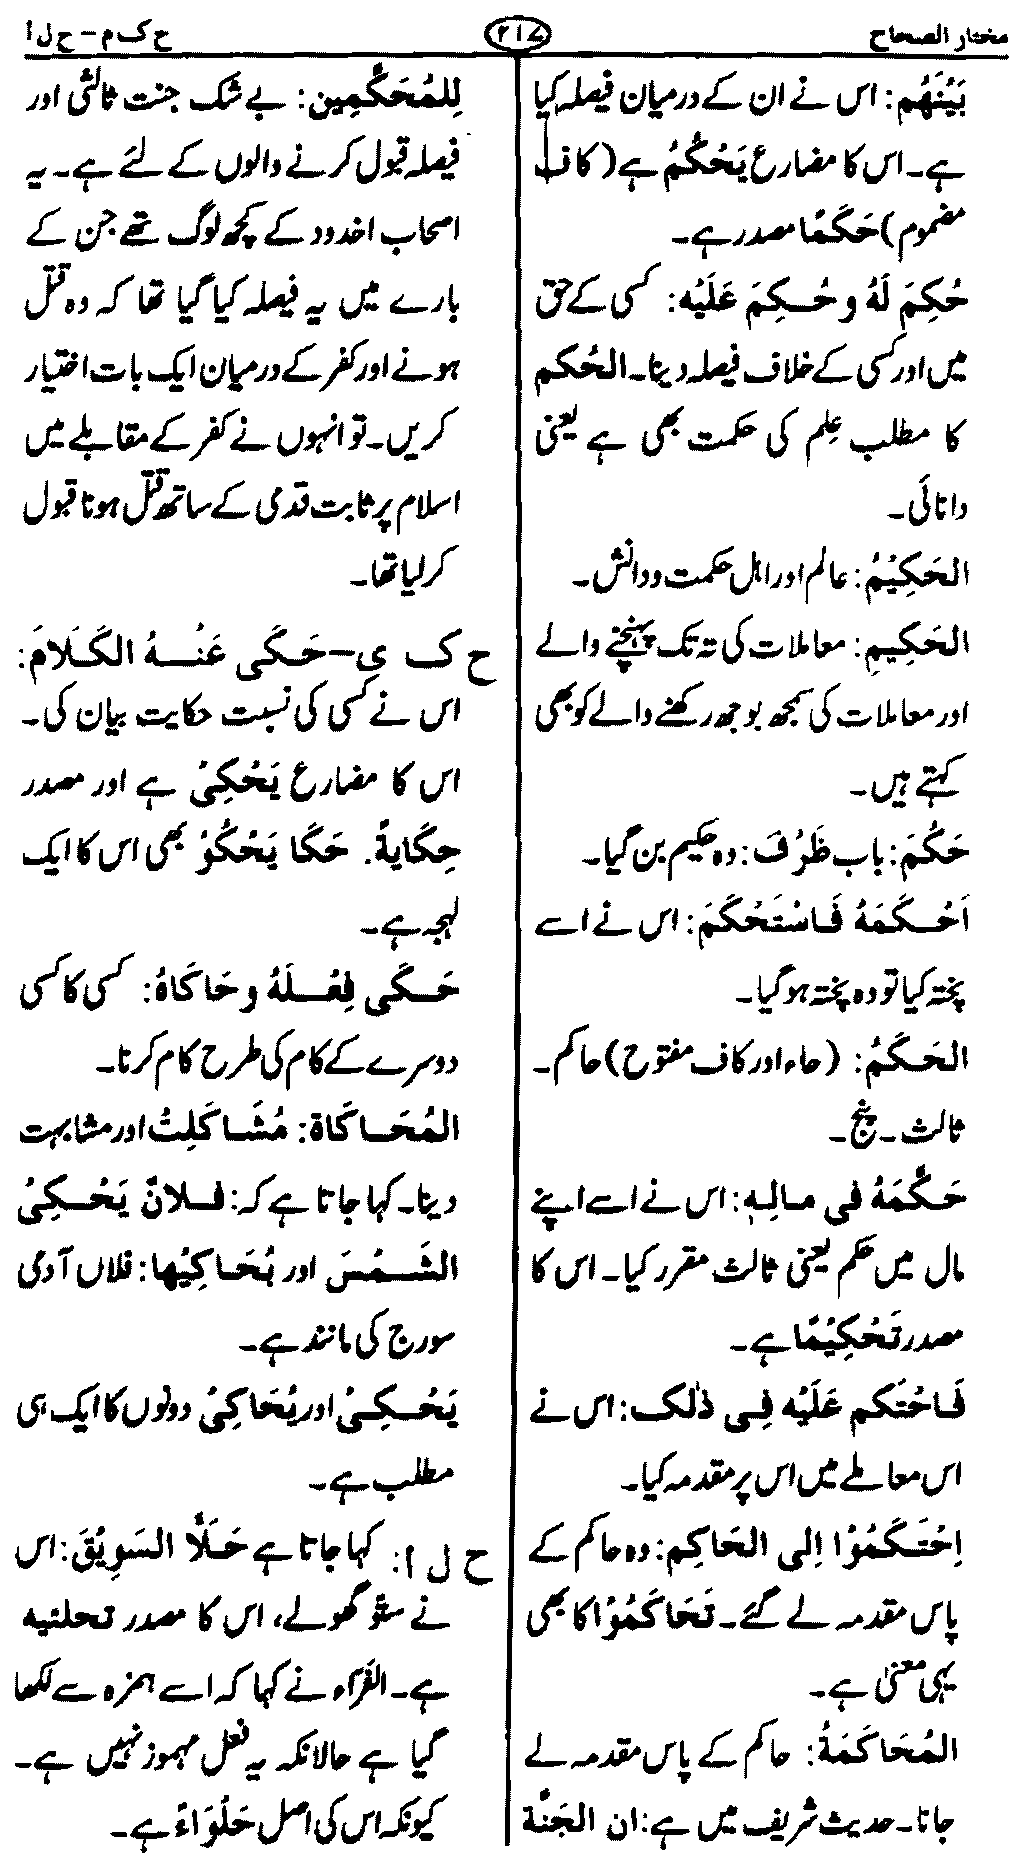 مختار الصحاح
۲۱۷
ح ک م – ح ل أ
بَیْنَهُم: اس نے ان کے درمیان فیصلہ کیا
ہے۔ اس کا مضارع یَحْکُمُ ہے (کاف
مضموم) حَکَمًا مصدر ہے۔
حُکِمَ لَهُ و حُکِمَ عَلَیْه: کسی کے حق
میں اور کسی کے خلاف فیصلہ دینا۔ الحُکم
کا مطلب عِلم کی حکمت بھی ہے یعنی
دانائی۔
الحَکِیْمُ: عالم اور اہل حکمت و دانش۔
الحَکِیمِ: معاملات کی تہ تک پہنچنے والے
اور معاملات کی سمجھ بوجھ رکھنے والے کو بھی
کہتے ہیں۔
حَکُمَ: باب ظَرُفَ: وہ حکیم بن گیا۔
اَحْکَمَهُ فَاسْتَحْکَمَ: اس نے اسے
پختہ کیا تو وہ پختہ ہو گیا۔
الحَکَمُ: (حاء اور کاف مفتوح) حاکم۔
ثالث۔ پنچ۔
حَکَّمَهُ فی مالِهٖ: اس نے اسے اپنے
مال میں حکم یعنی ثالث مقرر کیا۔ اس کا
مصدر تَحْکِیْمًا ہے۔
فَاحْتَکم عَلَیْه فِی ذٰلک: اس نے
اس معاملے میں اس پر مقدمہ کیا۔
اِحْتَکَمُوْا اِلی الحَاکِم: وہ حاکم کے
پاس مقدمہ لے گئے۔ تَحَاکَمُوْا کا بھی
یہی معنیٰ ہے۔
المُحَاکَمَةُ: حاکم کے پاس مقدمہ لے
جانا۔ حدیث شریف میں ہے: ان الجَنَّة
لِلمُحَکَّمِین: بے شک جنت ثالثی اور
فیصلہ قبول کرنے والوں کے لئے ہے۔ یہ
اصحاب اخدود کے کچھ لوگ تھے جن کے
بارے میں یہ فیصلہ کیا گیا تھا کہ وہ قتل
ہونے اور کفر کے درمیان ایک بات اختیار
کریں۔ تو انہوں نے کفر کے مقابلے میں
اسلام پر ثابت قدمی کے ساتھ قتل ہونا قبول
کر لیا تھا۔
ح ک ی – حَکَی عَنْهُ الکَلَامَ:
اس نے کسی کی نسبت حکایت بیان کی۔
اس کا مضارع یَحْکِیْ ہے اور مصدر
حِکَایةً. حَکَا یَحْکُوْ بھی اس کا ایک
لہجہ ہے۔
حَکَی فِعْلَهُ و حَاکَاهُ: کسی کا کسی
دوسرے کے کام کی طرح کام کرنا۔
المُحَاکَاة: مُشَاکَلِتُ اور مشابہت
دینا۔ کہا جاتا ہے کہ: فلانٌ یَحْکِیْ
الشَمْسَ اور یُحَاکِیْها: فلاں آدمی
سورج کی مانند ہے۔
یَحْکِیْ اور یُحَاکِیْ دونوں کا ایک ہی
مطلب ہے۔
ح ل أ: کہا جاتا ہے حَلَّأ السَوِیْقَ: اس
نے ستّو گھولے، اس کا مصدر تحلئیه
ہے۔ الفَرّاء نے کہا کہ اسے ہمزہ سے لکھا
گیا ہے حالانکہ یہ فعل مہموز نہیں ہے۔
کیونکہ اس کی اصل حَلْوَاءً ہے۔